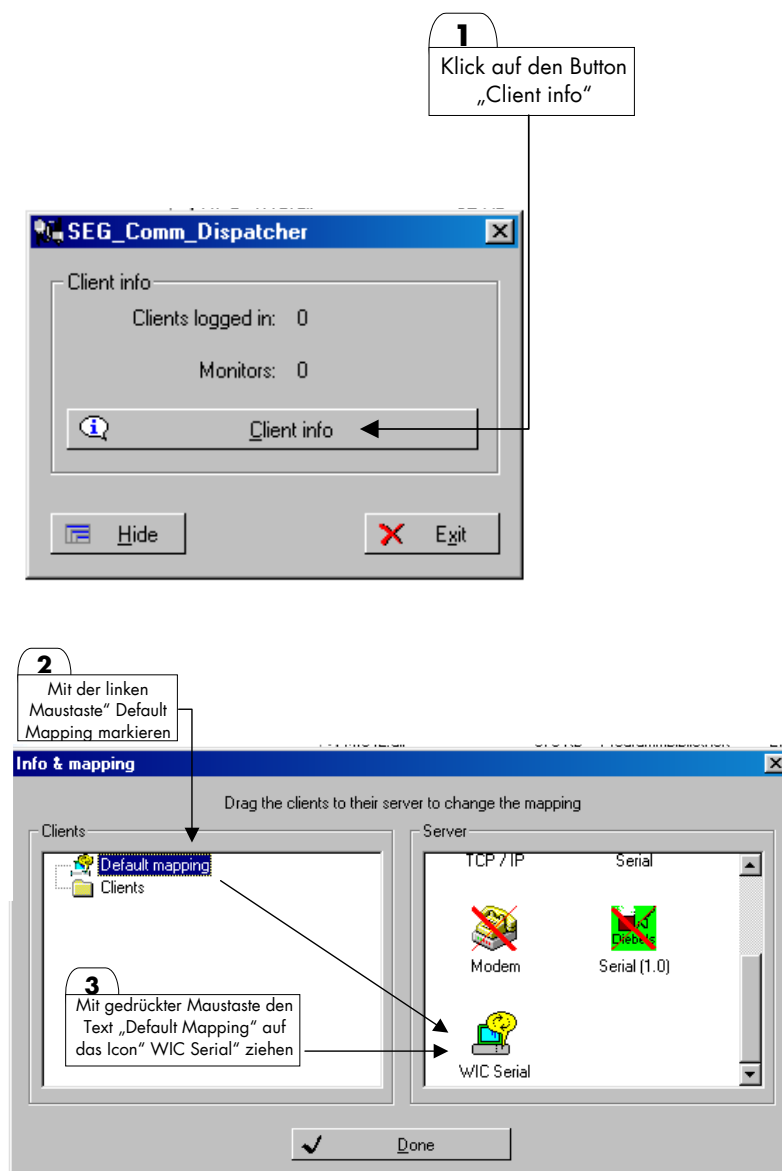 1
Klick auf den Button
„Client info“
SEG_Comm_Dispatcher
Client info
Clients logged in: 0
Monitors: 0
Client info
Hide
Exit
2
Mit der linken
Maustaste“ Default
Mapping markieren
Info & mapping
Drag the clients to their server to change the mapping
Clients
Default mapping
Clients
3
Mit gedrückter Maustaste den
Text „Default Mapping“ auf
das Icon“ WIC Serial“ ziehen
Server
TCP / IP
Serial
Modem
Diebels
Serial (1.0)
WIC Serial
Done